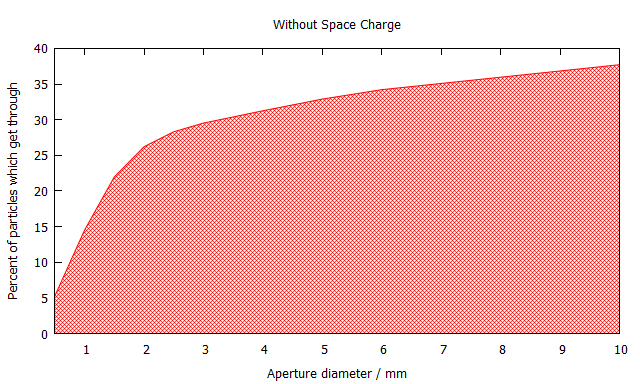 Without Space Charge
40
35
30
25
20
15
10
5
0
Percent of particles which get through
1 2 3 4 5 6 7 8 9 10
Aperture diameter / mm